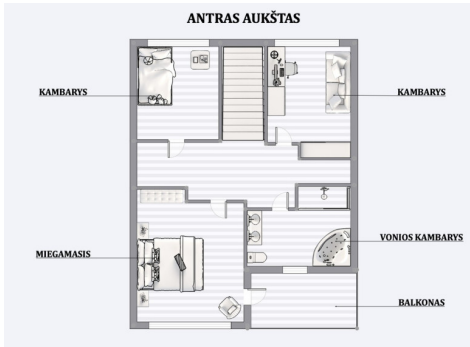 ANTRAS AUKŠTAS
KAMBARYS
KAMBARYS
VONIOS KAMBARYS
MIEGAMASIS
BALKONAS